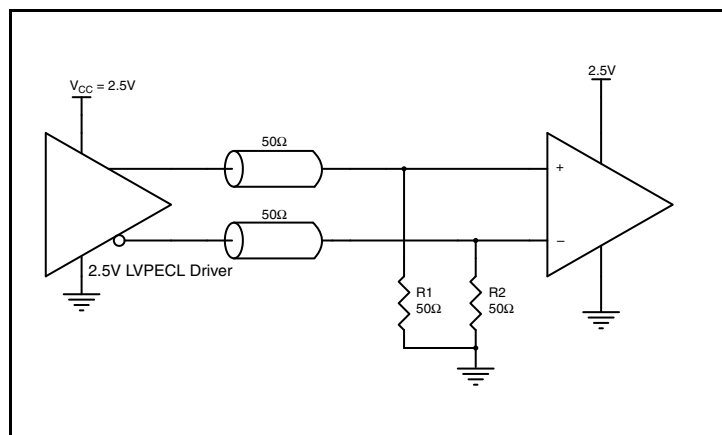 V_CC = 2.5V
2.5V
50Ω
+
50Ω
−
2.5V LVPECL Driver
R1
50Ω
R2
50Ω